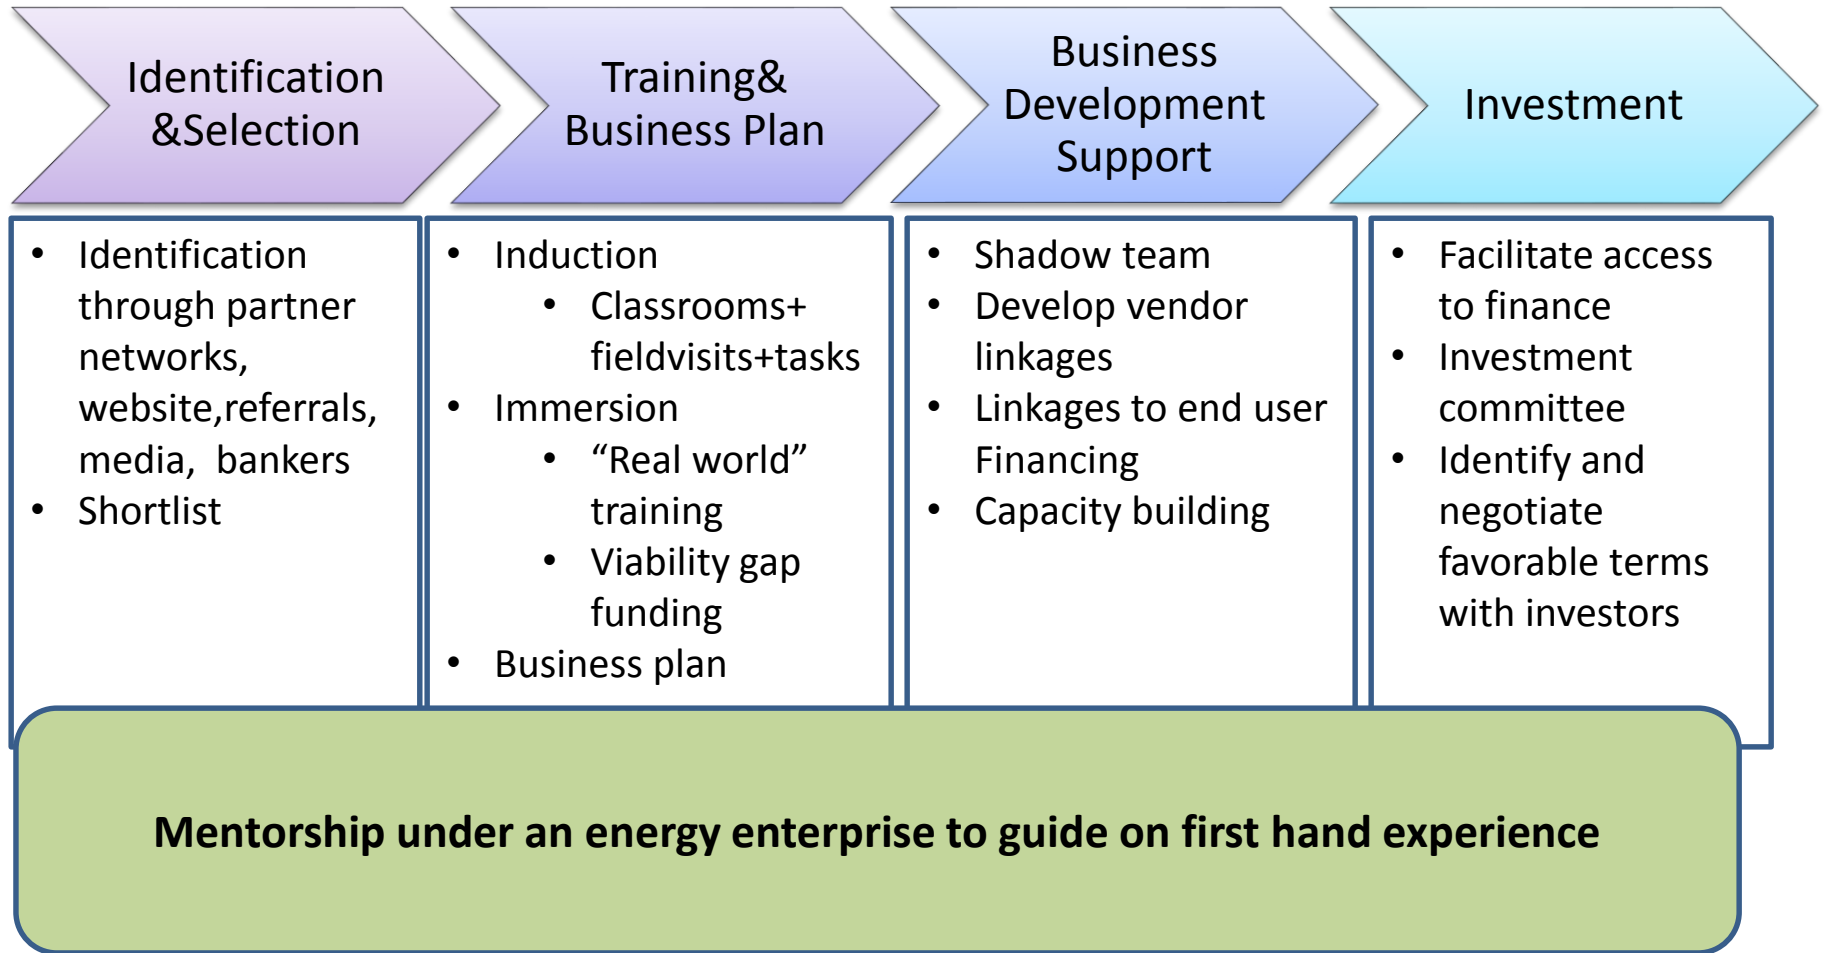 Identification
&Selection
Training&
Business Plan
Business
Development
Support
Investment
• Identification
through partner
networks,
website,referrals,
media, bankers
• Shortlist
• Induction
• Classrooms+
fieldvisits+tasks
• Immersion
• “Real world”
training
• Viability gap
funding
• Business plan
• Shadow team
• Develop vendor
linkages
• Linkages to end user
Financing
• Capacity building
• Facilitate access
to finance
• Investment
committee
• Identify and
negotiate
favorable terms
with investors
Mentorship under an energy enterprise to guide on first hand experience